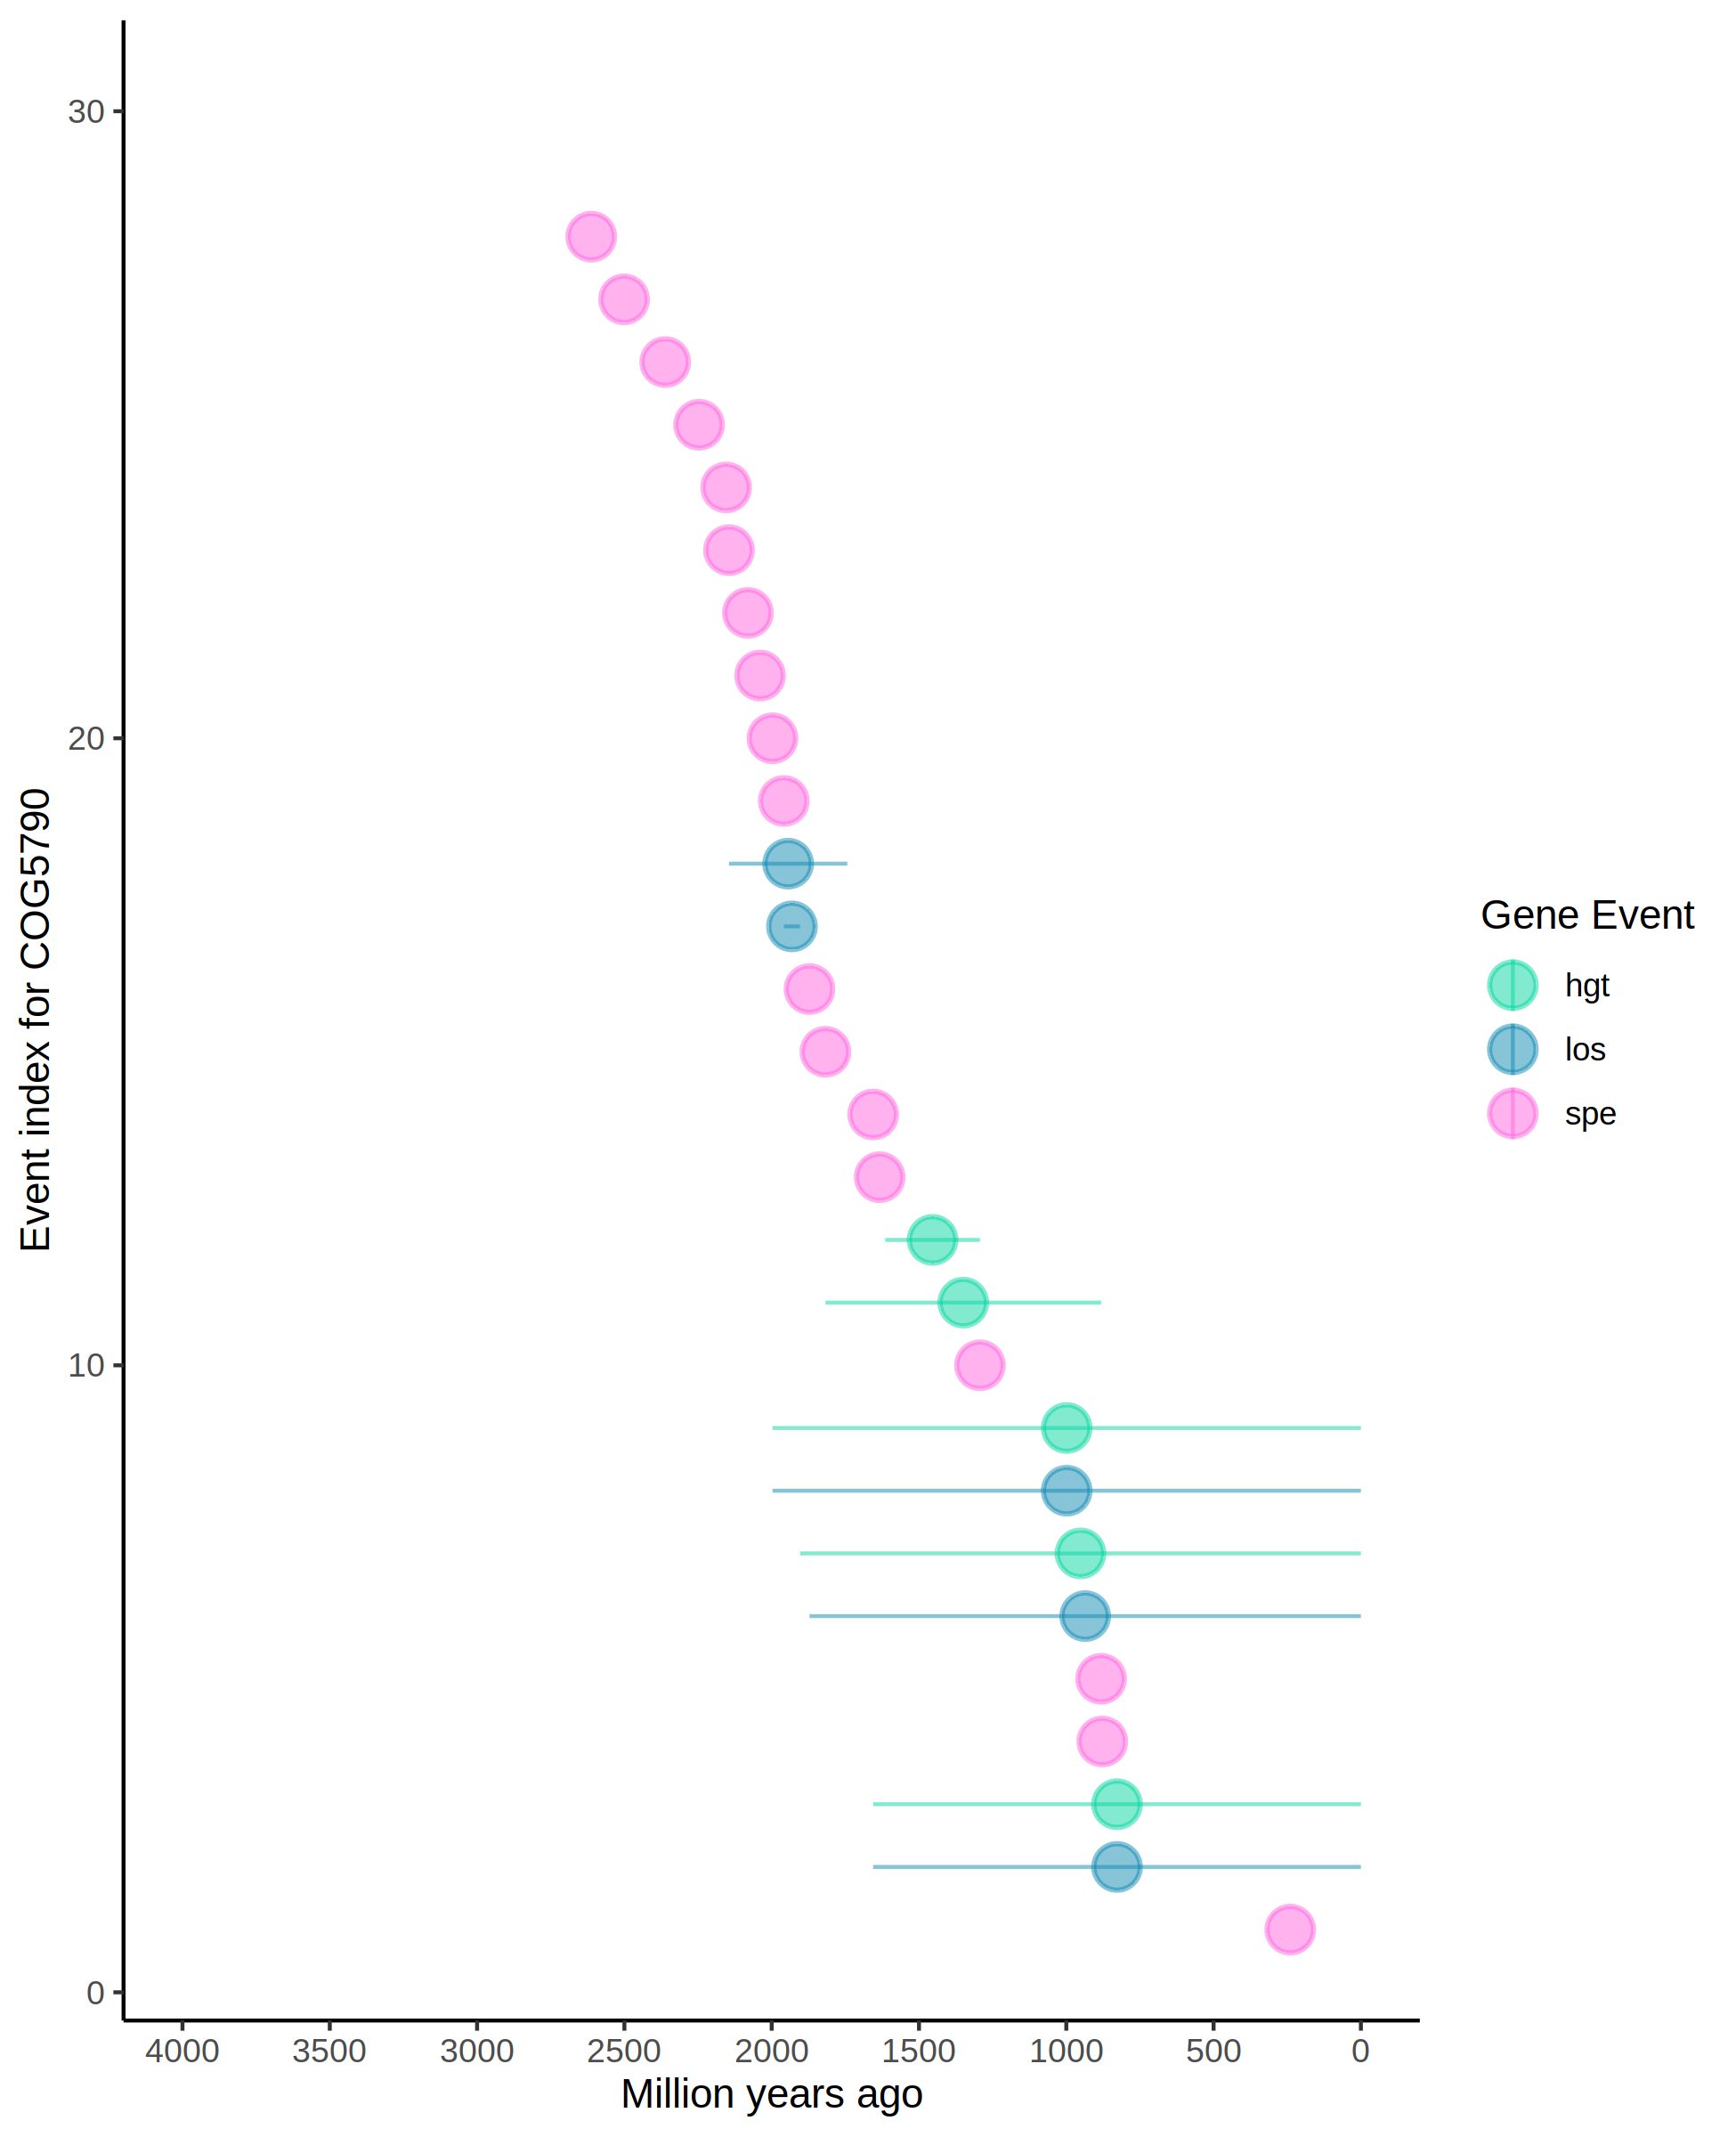 30
20
10
0
Event index for COG5790
4000 3500 3000 2500 2000 1500 1000 500 0
Million years ago
Gene Event
hgt
los
spe